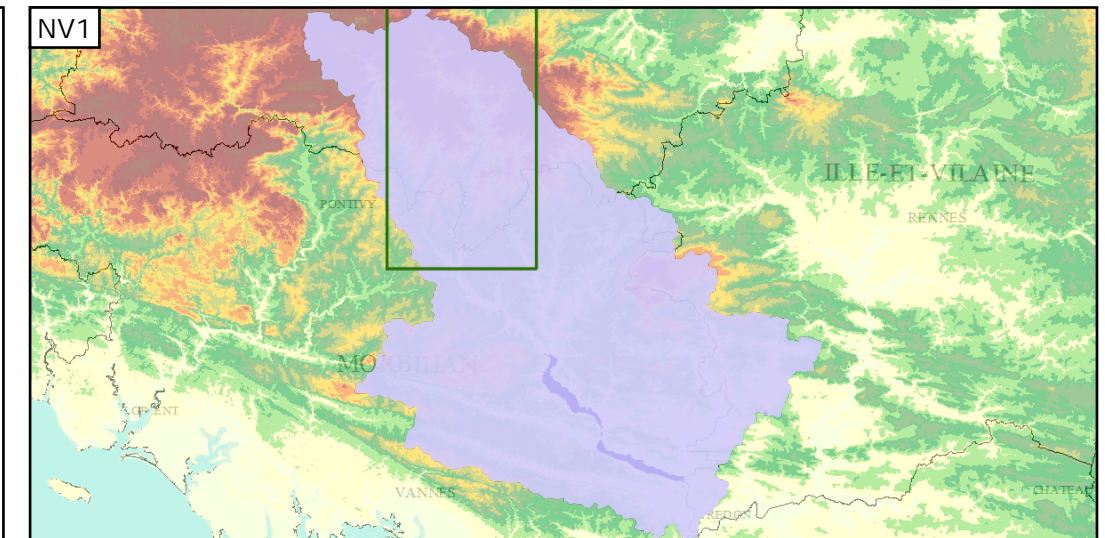 NV1
ILLE-ET-VILAINE
PONTIVY
RENNES
MORBIHAN
LORIENT
VANNES
CHATEAU
REDON